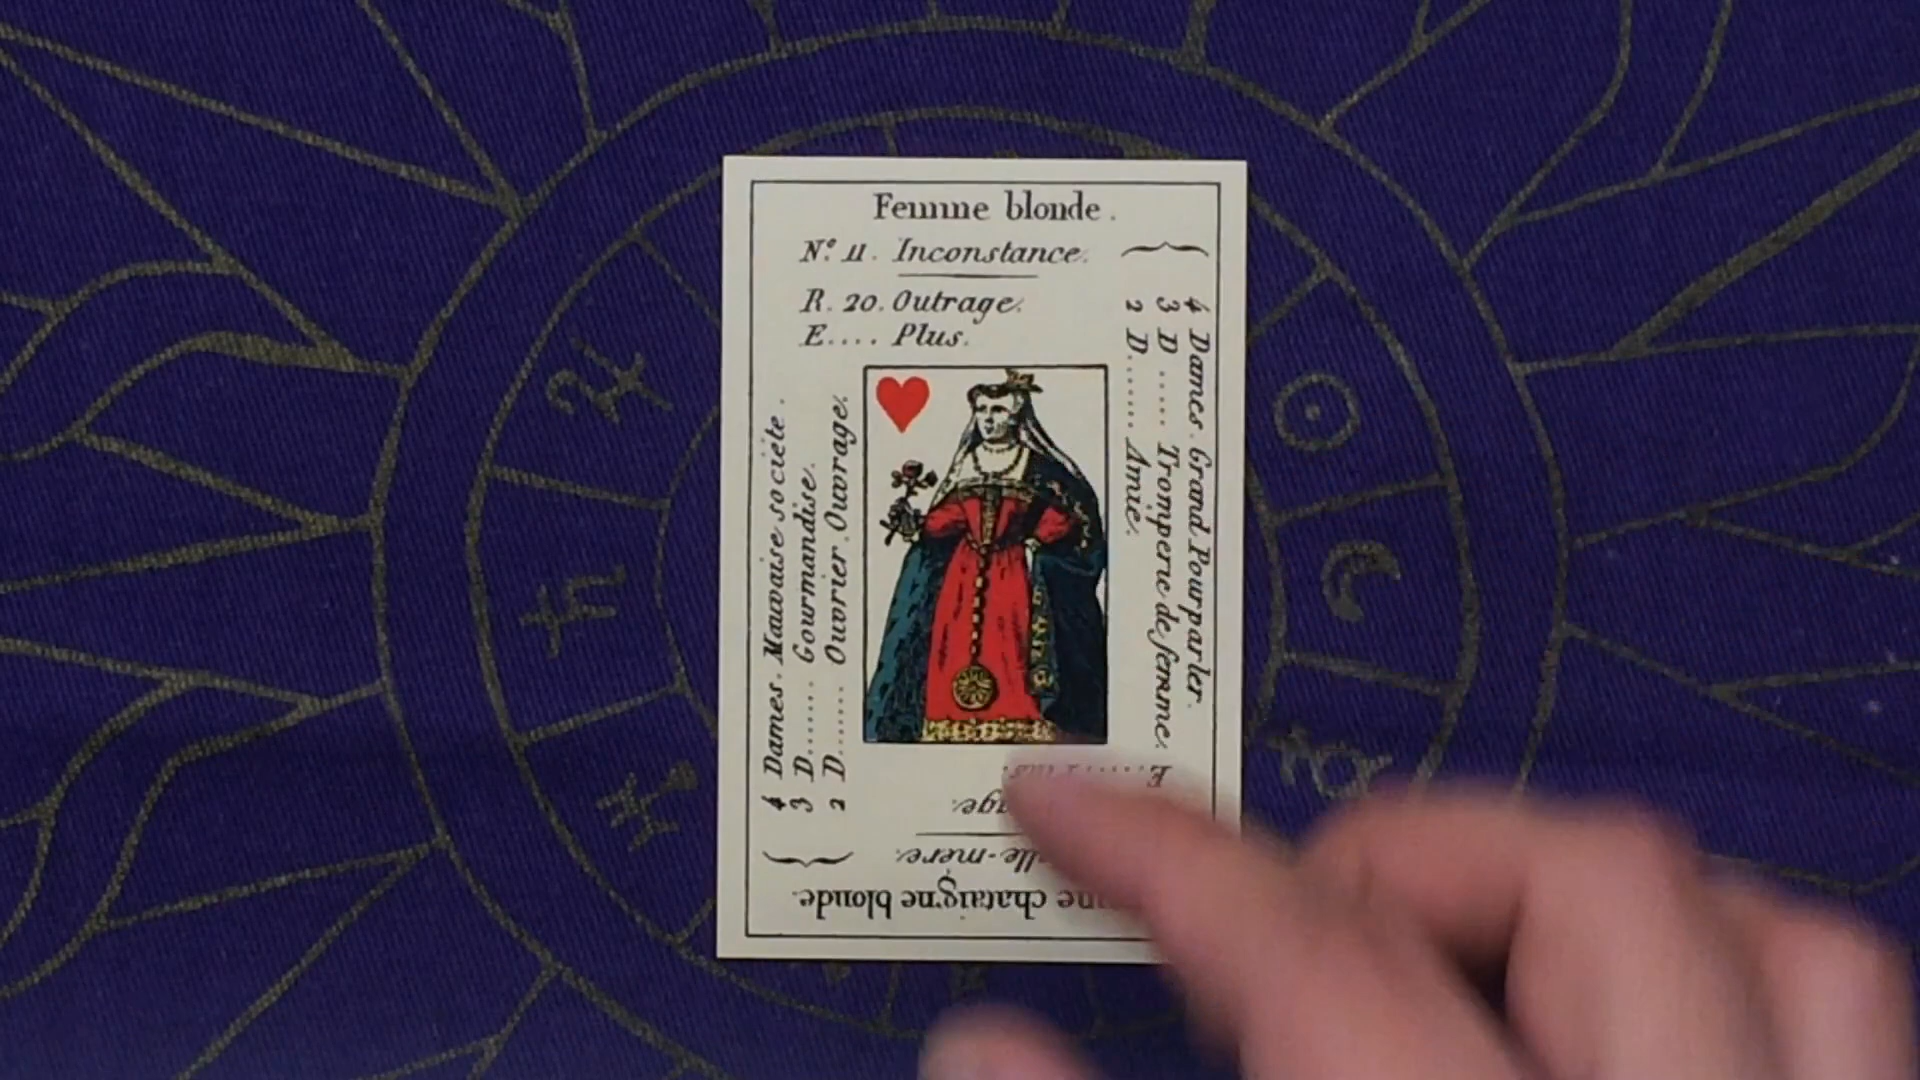 Femme blonde.
N.° 11. Inconstance.
R. 20. Outrage.
E.... Plus.
4 Dames. Grand Pourparler.
3 D...... Tromperie de femme.
2 D....... Amie.
4 Dames. Mauvaise société.
3 D....... Gourmandise.
2 D....... Ouvrier. Ouvrage.
chataigne blonde.